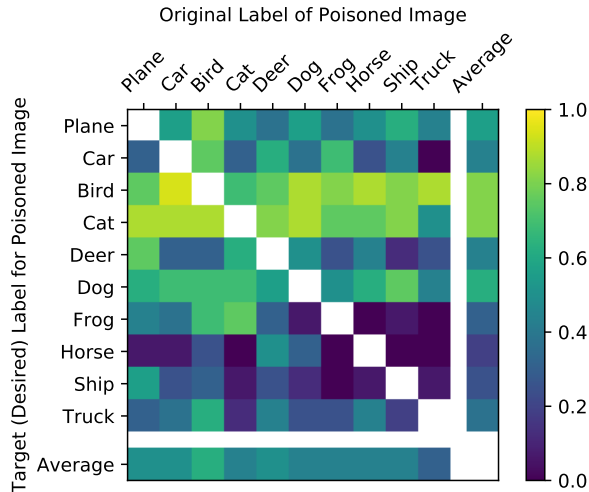 Original Label of Poisoned Image
Plane Car Bird Cat Deer Dog Frog Horse Ship Truck Average
Target (Desired) Label for Poisoned Image
Plane
Car
Bird
Cat
Deer
Dog
Frog
Horse
Ship
Truck
Average
1.0
0.8
0.6
0.4
0.2
0.0